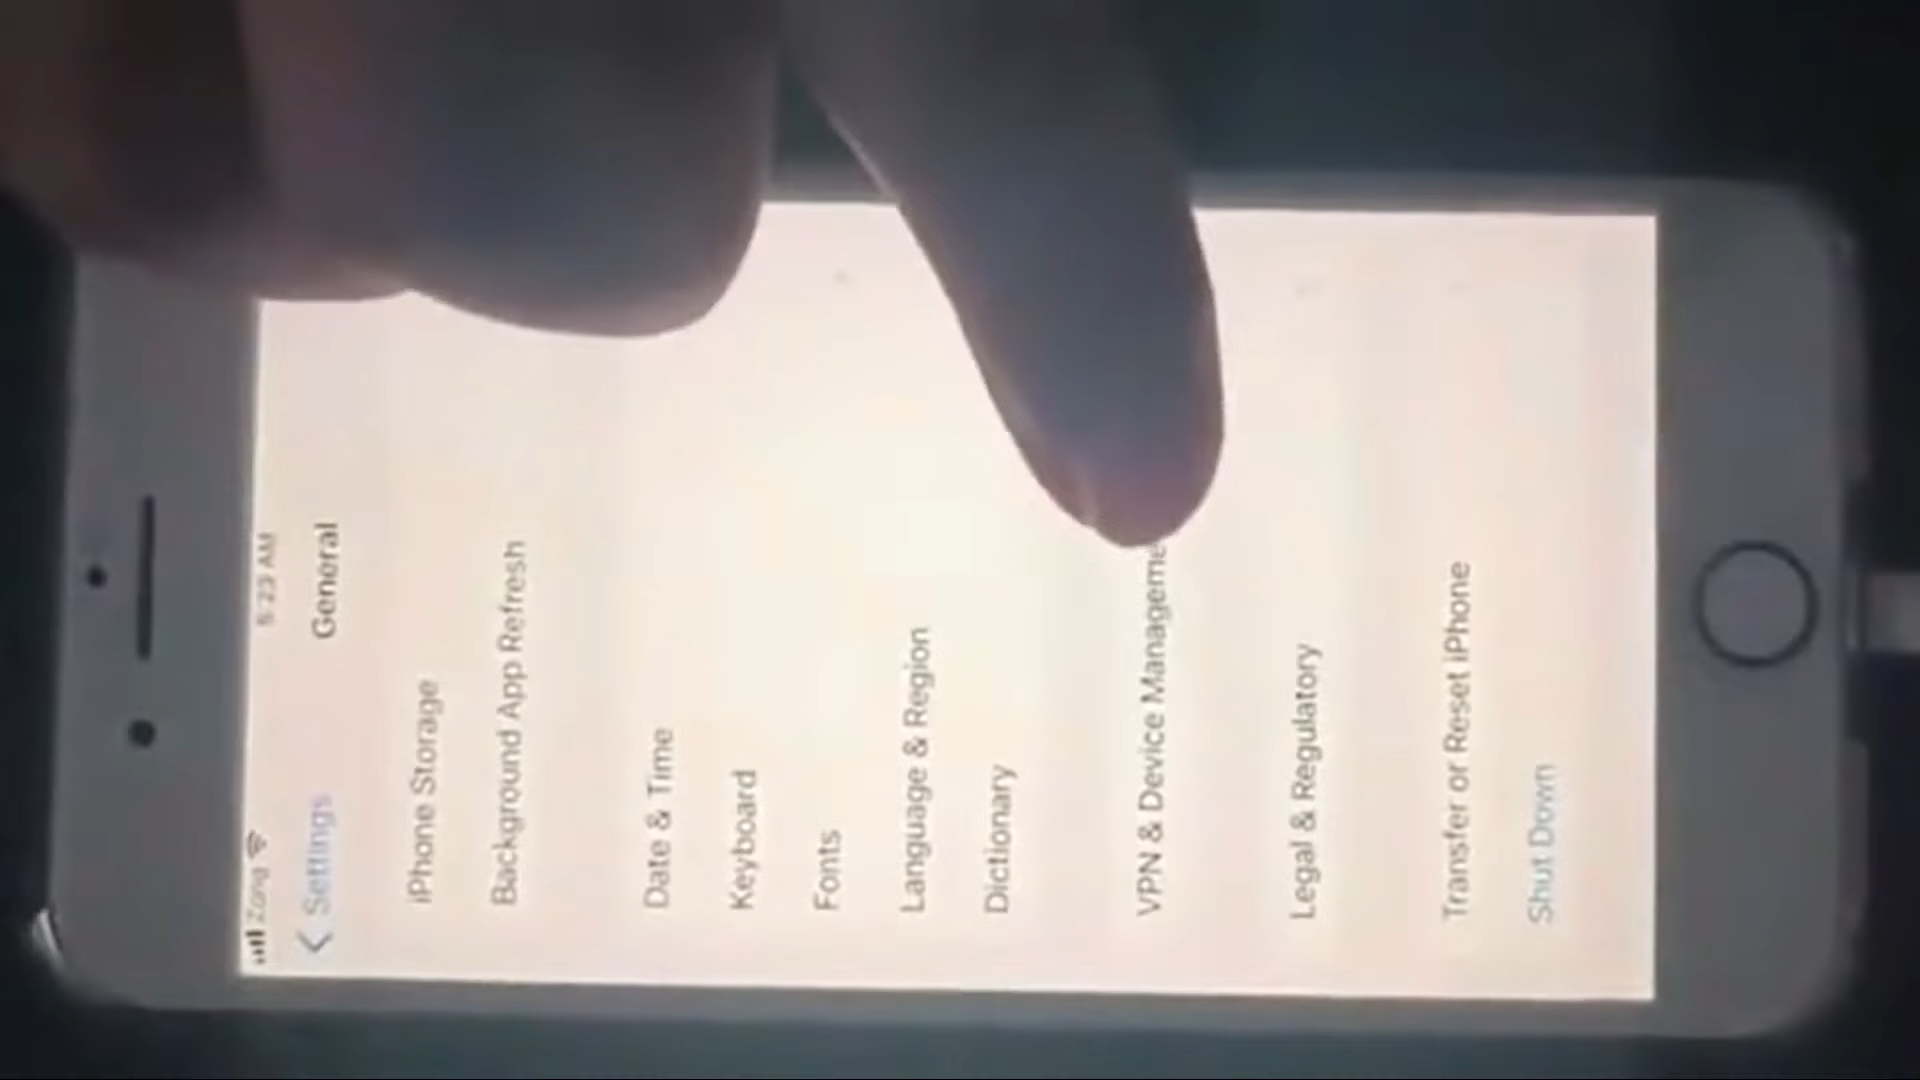 Zong 5:23 AM
Settings General
iPhone Storage
Background App Refresh
Date & Time
Keyboard
Fonts
Language & Region
Dictionary
VPN & Device Manageme
Legal & Regulatory
Transfer or Reset iPhone
Shut Down